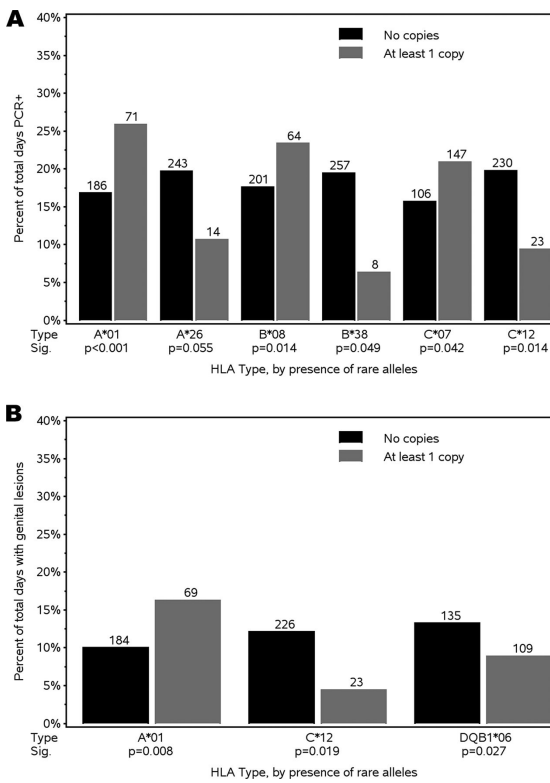 A
40%
35%
30%
25%
20%
15%
10%
5%
0%
Percent of total days PCR+
No copies
At least 1 copy
186 71 243 14 201 64 257 8 106 147 230 23
Type A*01 A*26 B*08 B*38 C*07 C*12
Sig. p<0.001 p=0.055 p=0.014 p=0.049 p=0.042 p=0.014
HLA Type, by presence of rare alleles
B
40%
35%
30%
25%
20%
15%
10%
5%
0%
Percent of total days with genital lesions
No copies
At least 1 copy
184 69 226 23 135 109
Type A*01 C*12 DQB1*06
Sig. p=0.008 p=0.019 p=0.027
HLA Type, by presence of rare alleles